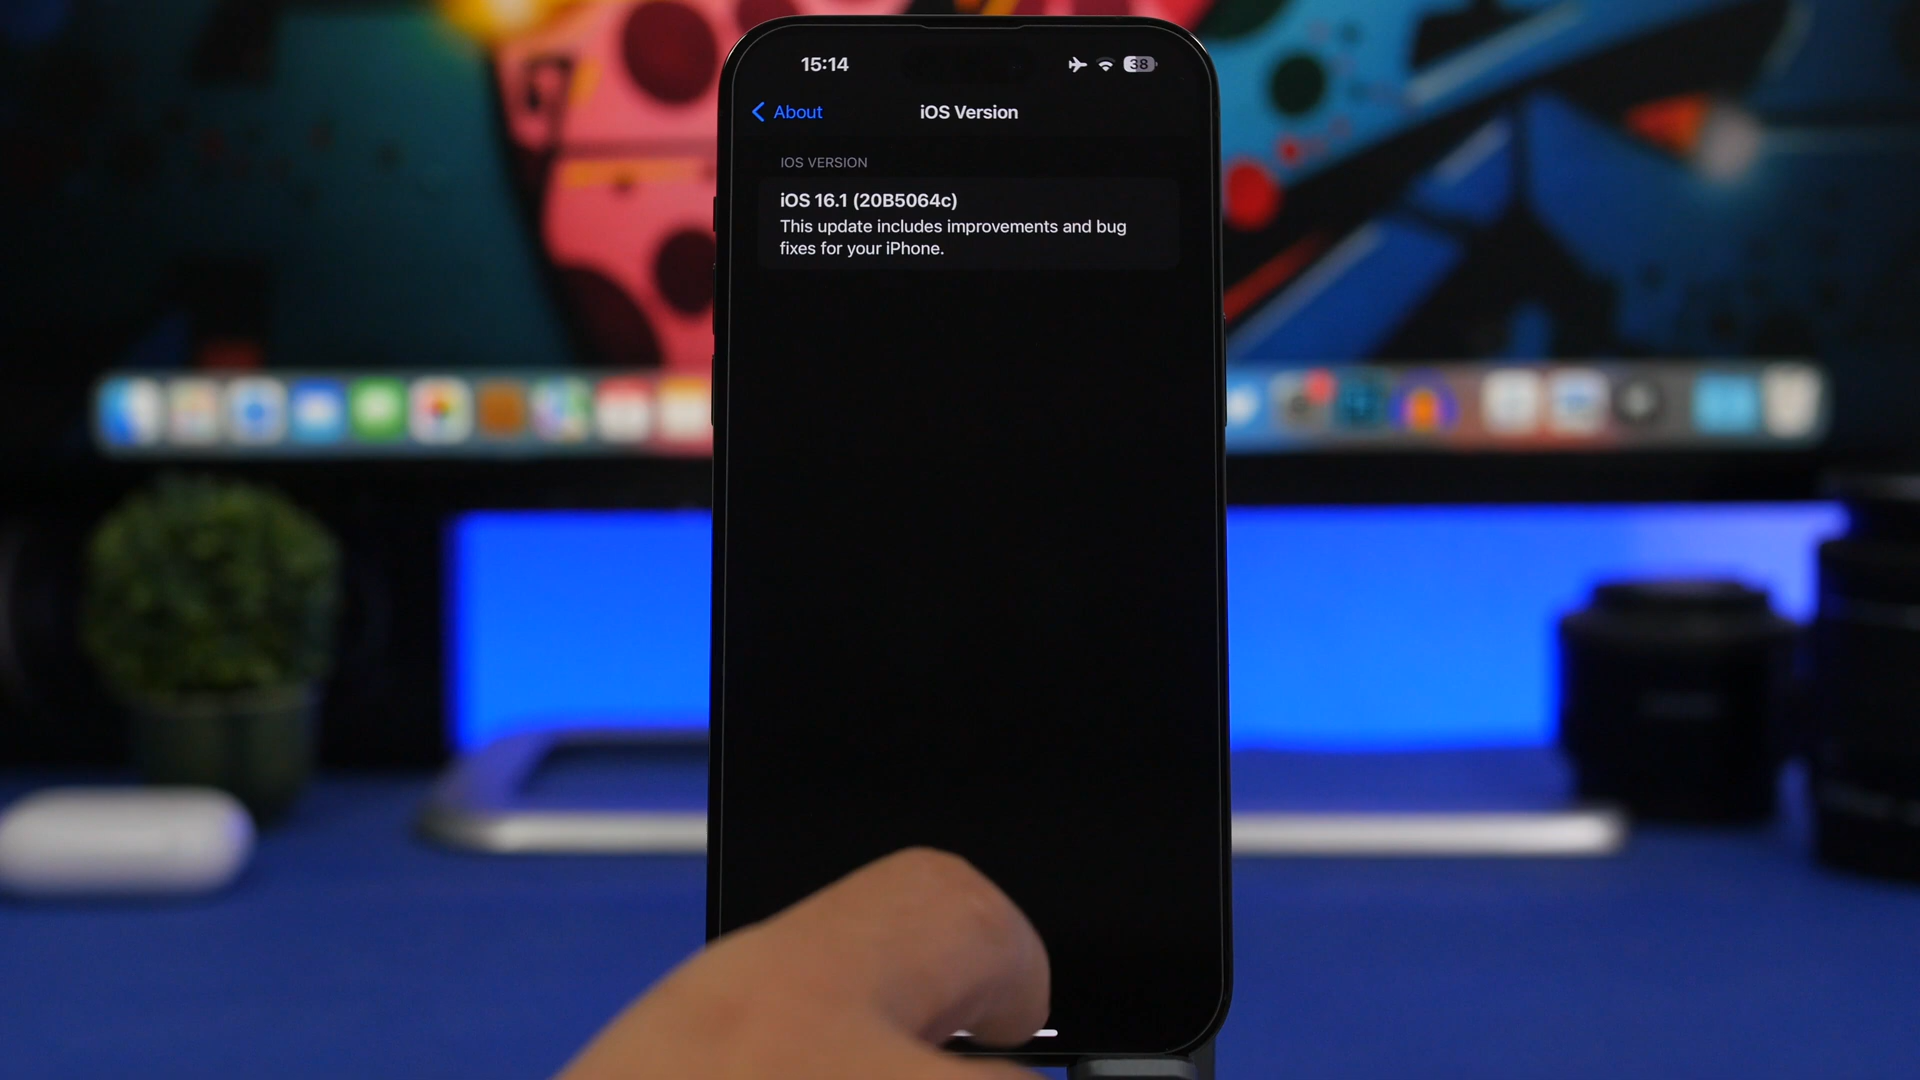 15:14
38
About
iOS Version
IOS VERSION
iOS 16.1 (20B5064c)
This update includes improvements and bug
fixes for your iPhone.